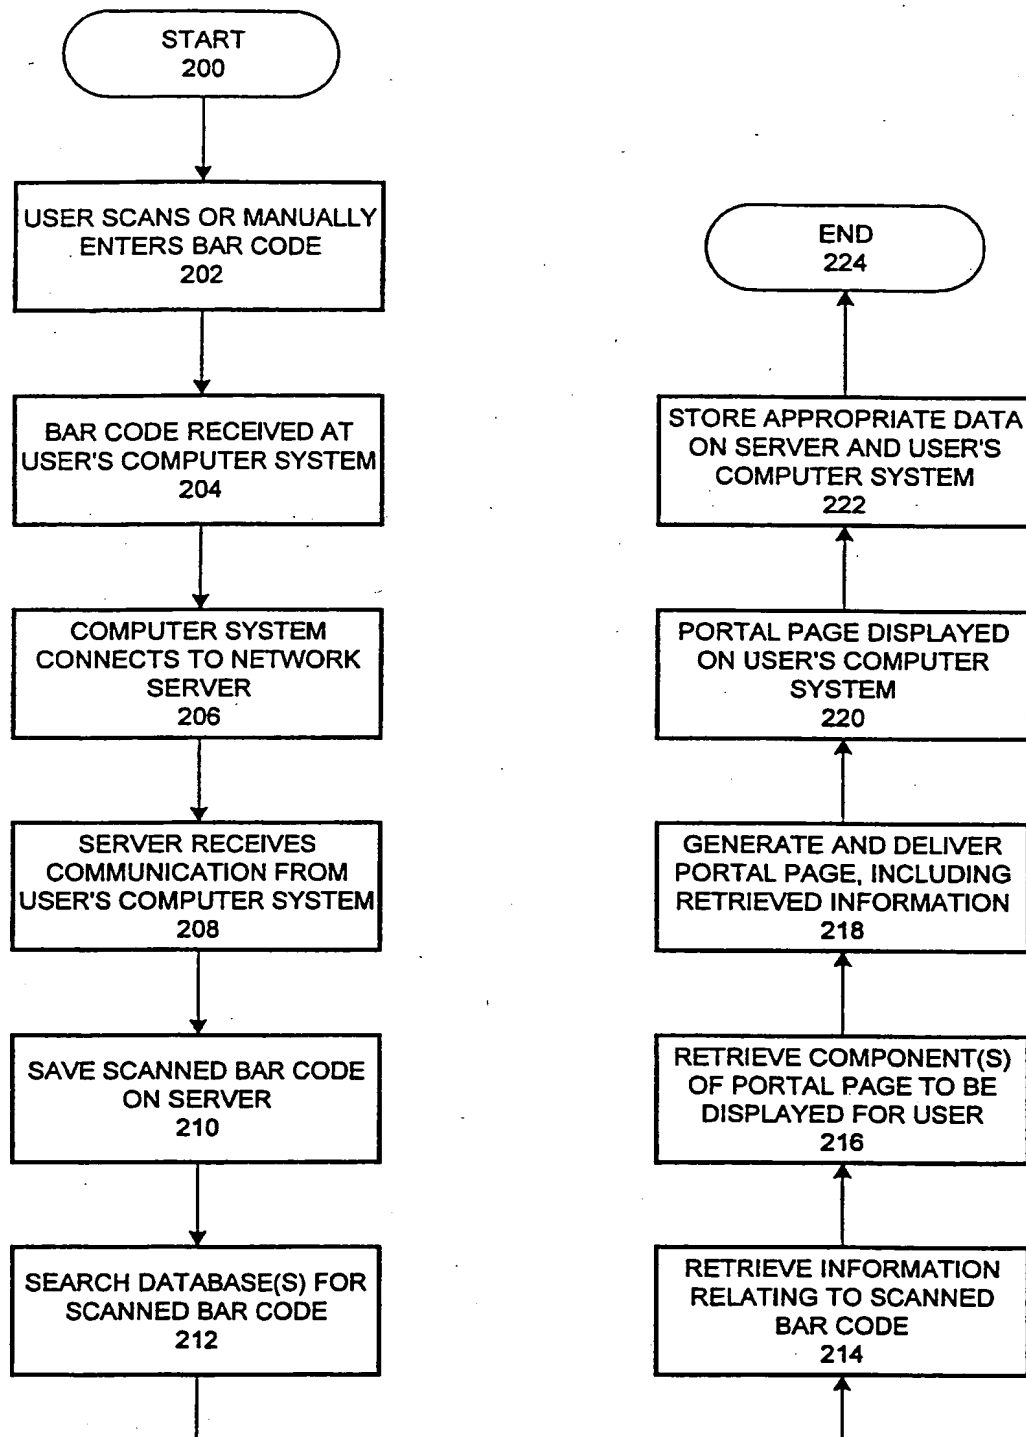 START
200
USER SCANS OR MANUALLY
ENTERS BAR CODE
202
BAR CODE RECEIVED AT
USER'S COMPUTER SYSTEM
204
COMPUTER SYSTEM
CONNECTS TO NETWORK
SERVER
206
SERVER RECEIVES
COMMUNICATION FROM
USER'S COMPUTER SYSTEM
208
SAVE SCANNED BAR CODE
ON SERVER
210
SEARCH DATABASE(S) FOR
SCANNED BAR CODE
212
END
224
STORE APPROPRIATE DATA
ON SERVER AND USER'S
COMPUTER SYSTEM
222
PORTAL PAGE DISPLAYED
ON USER'S COMPUTER
SYSTEM
220
GENERATE AND DELIVER
PORTAL PAGE, INCLUDING
RETRIEVED INFORMATION
218
RETRIEVE COMPONENT(S)
OF PORTAL PAGE TO BE
DISPLAYED FOR USER
216
RETRIEVE INFORMATION
RELATING TO SCANNED
BAR CODE
214